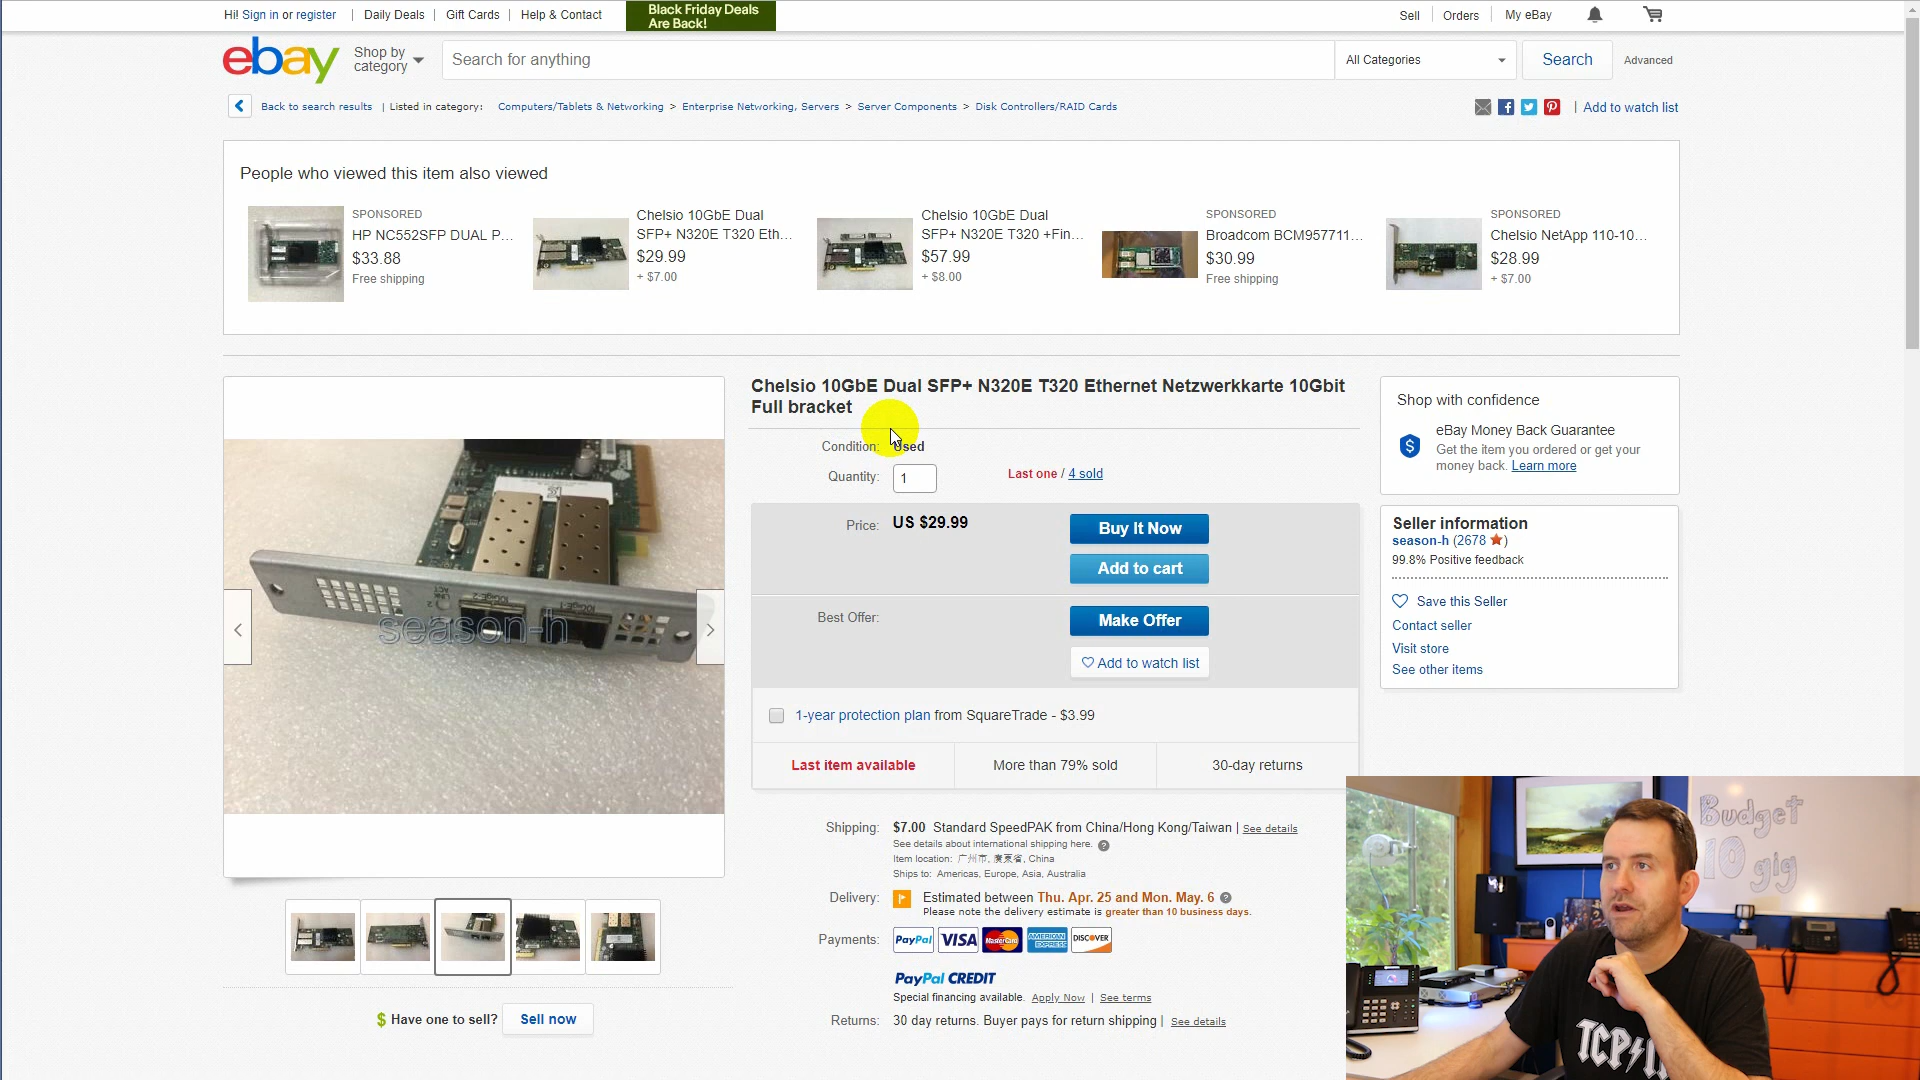 Hi! Sign in or register
Daily Deals
Gift Cards
Help & Contact
Black Friday Deals
Are Back!
Sell
Orders
My eBay
ebay
Shop by
category
Search for anything
All Categories
Search
Advanced
Back to search results
Listed in category:
Computers/Tablets & Networking > Enterprise Networking, Servers > Server Components > Disk Controllers/RAID Cards
Add to watch list
People who viewed this item also viewed
SPONSORED
HP NC552SFP DUAL P...
$33.88
Free shipping
Chelsio 10GbE Dual
SFP+ N320E T320 Eth...
$29.99
+ $7.00
Chelsio 10GbE Dual
SFP+ N320E T320 +Fin...
$57.99
+ $8.00
SPONSORED
Broadcom BCM957711...
$30.99
Free shipping
SPONSORED
Chelsio NetApp 110-10...
$28.99
+ $7.00
season-h
Chelsio 10GbE Dual SFP+ N320E T320 Ethernet Netzwerkkarte 10Gbit
Full bracket
Condition: Used
Quantity: 1
Last one / 4 sold
Price: US $29.99
Buy It Now
Add to cart
Best Offer:
Make Offer
Add to watch list
1-year protection plan from SquareTrade - $3.99
Last item available
More than 79% sold
30-day returns
Shipping: $7.00 Standard SpeedPAK from China/Hong Kong/Taiwan | See details
See details about international shipping here.
Item location: 广州市, 廣東省, China
Ships to: Americas, Europe, Asia, Australia
Delivery: Estimated between Thu. Apr. 25 and Mon. May. 6
Please note the delivery estimate is greater than 10 business days.
Payments: PayPal VISA MasterCard AMERICAN EXPRESS DISCOVER
PayPal CREDIT
Special financing available. Apply Now | See terms
Returns: 30 day returns. Buyer pays for return shipping | See details
Have one to sell? Sell now
Shop with confidence
eBay Money Back Guarantee
Get the item you ordered or get your
money back. Learn more
Seller information
season-h (2678 )
99.8% Positive feedback
Save this Seller
Contact seller
Visit store
See other items
Budget
10 gig